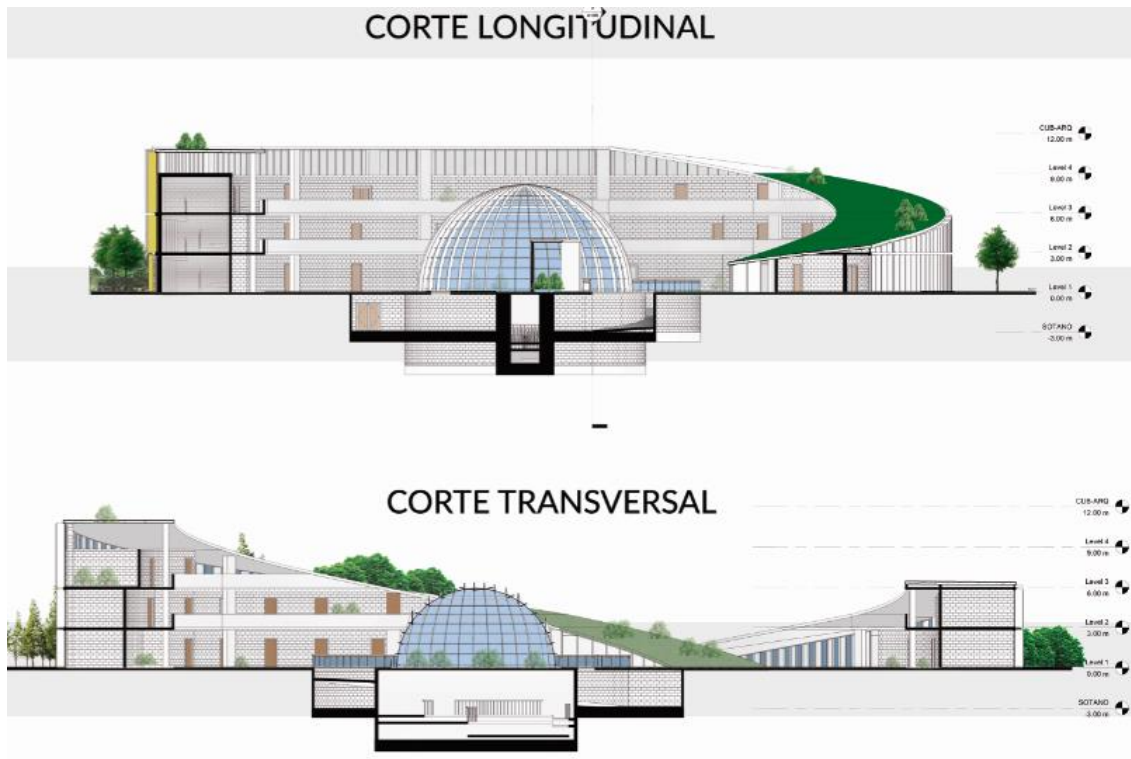 CORTE LONGITUDINAL
CUB-ARQ
12.00 m
Level 4
9.00 m
Level 3
6.00 m
Level 2
3.00 m
Level 1
0.00 m
SOTANO
-3.00 m
CORTE TRANSVERSAL
CUB-ARQ
12.00 m
Level 4
9.00 m
Level 3
6.00 m
Level 2
3.00 m
Level 1
0.00 m
SOTANO
-3.00 m